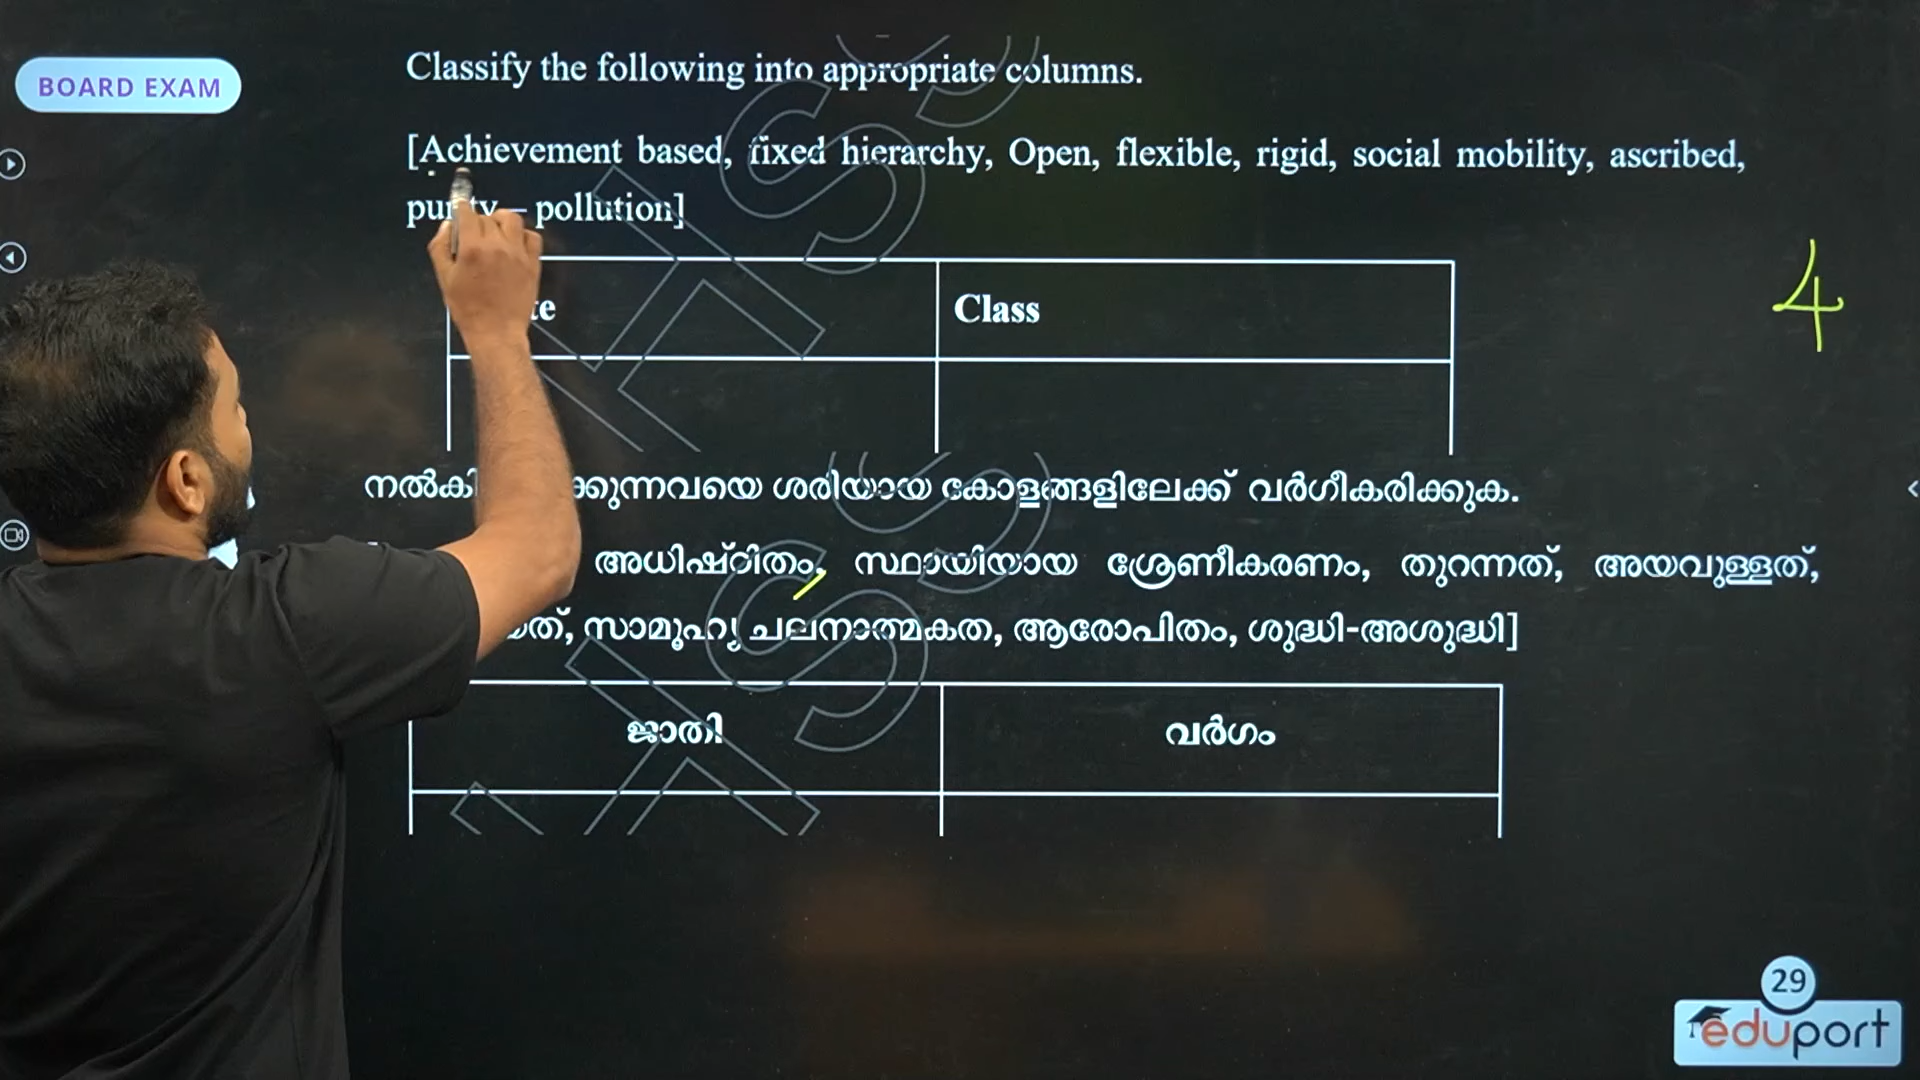 BOARD EXAM
Classify the following into appropriate columns.
[Achievement based, fixed hierarchy, Open, flexible, rigid, social mobility, ascribed,
pollution]
Class
4
ശരിയായ കോളങ്ങളിലേക്ക് വർഗീകരിക്കുക.
അധിഷ്ഠിതം, സ്ഥായിയായ ശ്രേണീകരണം, തുറന്നത്, അയവുള്ളത്,
സാമൂഹ്യ ചലനാത്മകത, ആരോപിതം, ശുദ്ധി-അശുദ്ധി]
ജാതി വർഗം
29
eduport